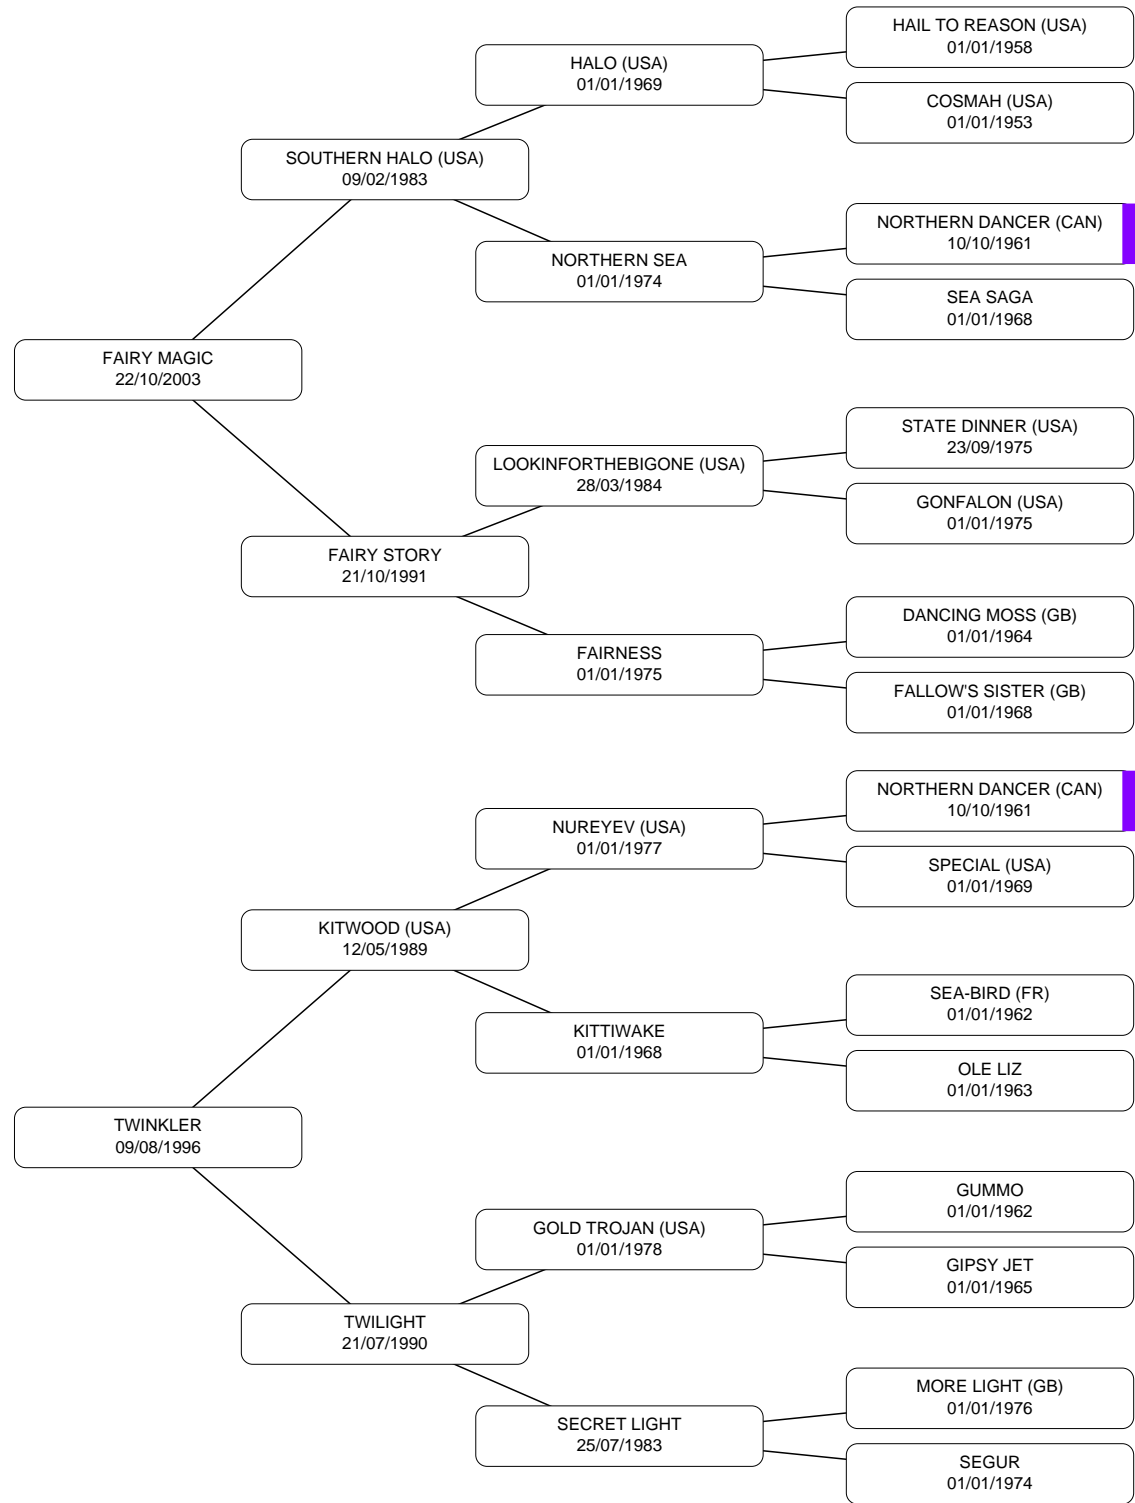 HAIL TO REASON (USA)
01/01/1958
HALO (USA)
01/01/1969
COSMAH (USA)
01/01/1953
SOUTHERN HALO (USA)
09/02/1983
NORTHERN DANCER (CAN)
10/10/1961
NORTHERN SEA
01/01/1974
SEA SAGA
01/01/1968
FAIRY MAGIC
22/10/2003
STATE DINNER (USA)
23/09/1975
LOOKINFORTHEBIGONE (USA)
28/03/1984
GONFALON (USA)
01/01/1975
FAIRY STORY
21/10/1991
DANCING MOSS (GB)
01/01/1964
FAIRNESS
01/01/1975
FALLOW'S SISTER (GB)
01/01/1968
NORTHERN DANCER (CAN)
10/10/1961
NUREYEV (USA)
01/01/1977
SPECIAL (USA)
01/01/1969
KITWOOD (USA)
12/05/1989
SEA-BIRD (FR)
01/01/1962
KITTIWAKE
01/01/1968
OLE LIZ
01/01/1963
TWINKLER
09/08/1996
GUMMO
01/01/1962
GOLD TROJAN (USA)
01/01/1978
GIPSY JET
01/01/1965
TWILIGHT
21/07/1990
MORE LIGHT (GB)
01/01/1976
SECRET LIGHT
25/07/1983
SEGUR
01/01/1974